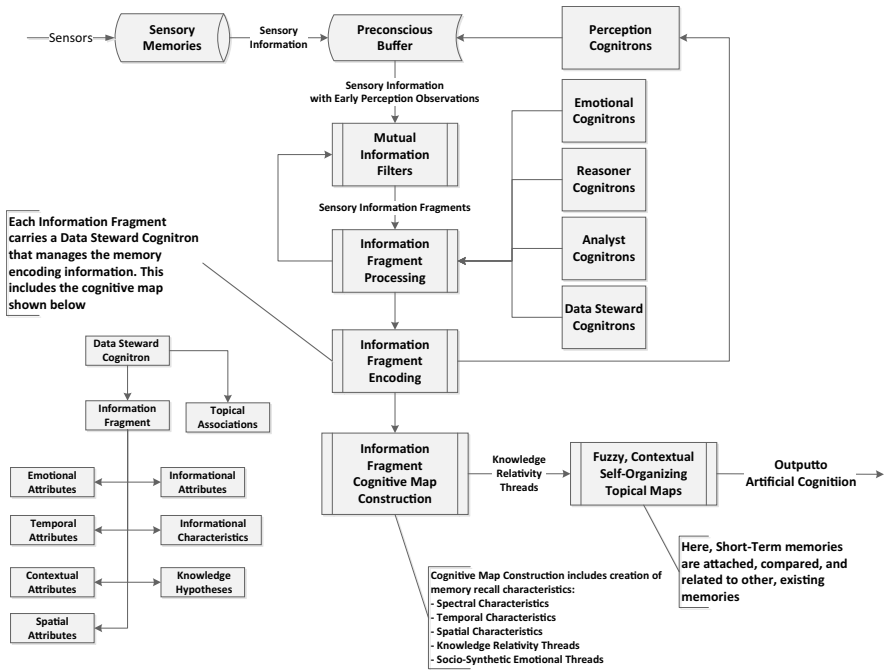 Sensors
Sensory
Memories
Sensory
Information
Preconscious
Buffer
Perception
Cognitrons
Sensory Information
with Early Perception Observations
Emotional
Cognitrons
Mutual
Information
Filters
Reasoner
Cognitrons
Sensory Information Fragments
Each Information Fragment
carries a Data Steward Cognitron
that manages the memory
encoding information. This
includes the cognitive map
shown below
Information
Fragment
Processing
Analyst
Cognitrons
Data Steward
Cognitrons
Information
Fragment
Encoding
Data Steward
Cognitron
Information
Fragment
Topical
Associations
Emotional
Attributes
Informational
Attributes
Temporal
Attributes
Informational
Characteristics
Contextual
Attributes
Knowledge
Hypotheses
Spatial
Attributes
Information
Fragment
Cognitive Map
Construction
Knowledge
Relativity
Threads
Fuzzy, Contextual
Self-Organizing
Topical Maps
Outputto
Artificial Cognitiion
Cognitive Map Construction includes creation of
memory recall characteristics:
- Spectral Characteristics
- Temporal Characteristics
- Spatial Characteristics
- Knowledge Relativity Threads
- Socio-Synthetic Emotional Threads
Here, Short-Term memories
are attached, compared, and
related to other, existing
memories